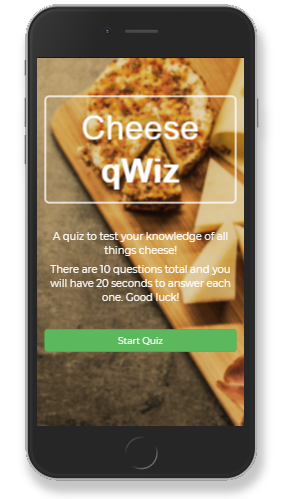 Cheese
qWiz
A quiz to test your knowledge of all
things cheese!
There are 10 questions total and you
will have 20 seconds to answer each
one. Good luck!
Start Quiz